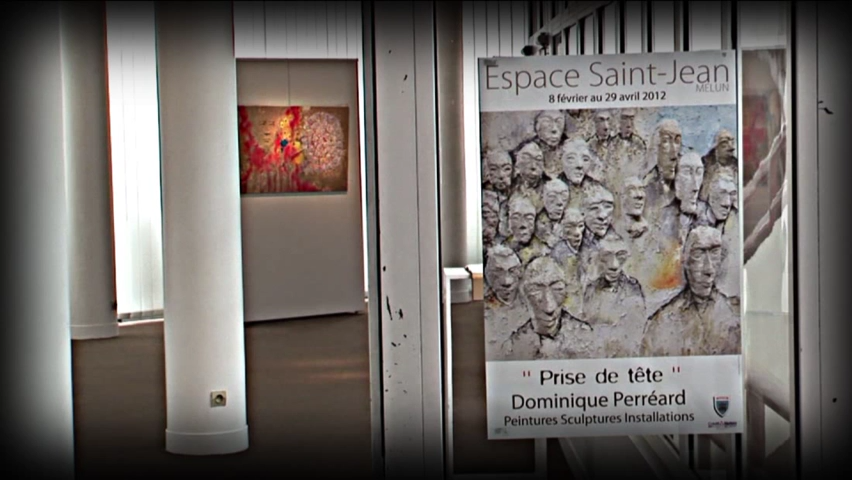 Espace Saint-Jean
MELUN
8 février au 29 avril 2012
" Prise de tête "
Dominique Perréard
Peintures Sculptures Installations